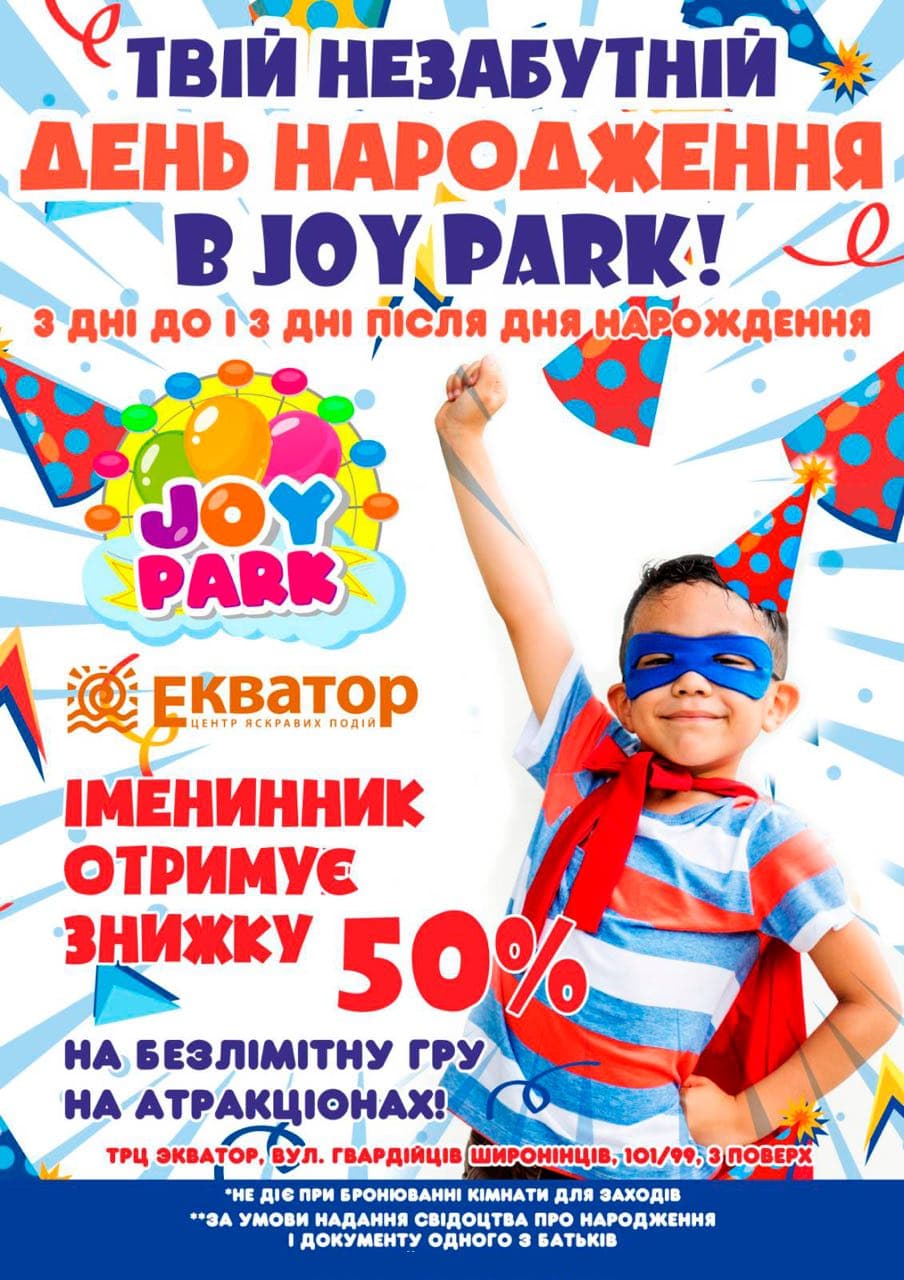 ТВІЙ НЕЗАБУТНІЙ
ДЕНЬ НАРОДЖЕННЯ
В JOY PARK!
3 ДНІ ДО І 3 ДНІ ПІСЛЯ ДНЯ НАРОЖДЕННЯ
JOY
PARK
ЕКВАТОР
ЦЕНТР ЯСКРАВИХ ПОДІЙ
ІМЕНИННИК
ОТРИМУЄ
ЗНИЖКУ 50%
НА БЕЗЛІМІТНУ ГРУ
НА АТРАКЦІОНАХ!
ТРЦ ЭКВАТОР, ВУЛ. ГВАРДІЙЦІВ ШИРОНІНЦІВ, 101/99, 3 ПОВЕРХ
*НЕ ДІЄ ПРИ БРОНЮВАННІ КІМНАТИ ДЛЯ ЗАХОДІВ
**ЗА УМОВИ НАДАННЯ СВІДОЦТВА ПРО НАРОДЖЕННЯ
І ДОКУМЕНТУ ОДНОГО З БАТЬКІВ